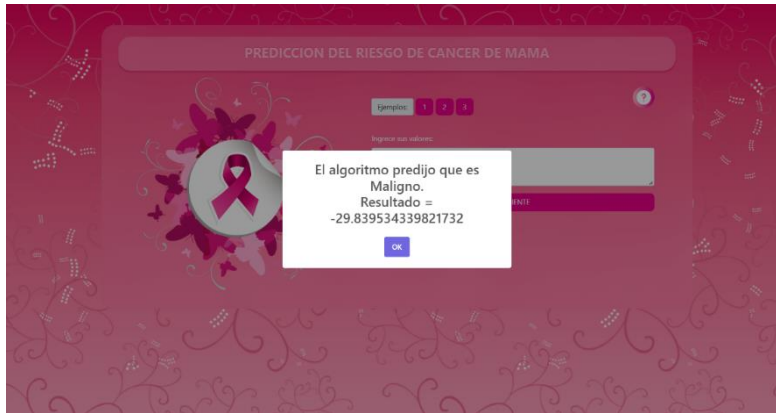 PREDICCION DEL RIESGO DE CANCER DE MAMA
Ejemplos: 1 2 3
?
Ingrese sus valores:
El algoritmo predijo que es
Maligno.
Resultado =
-29.839534339821732
OK